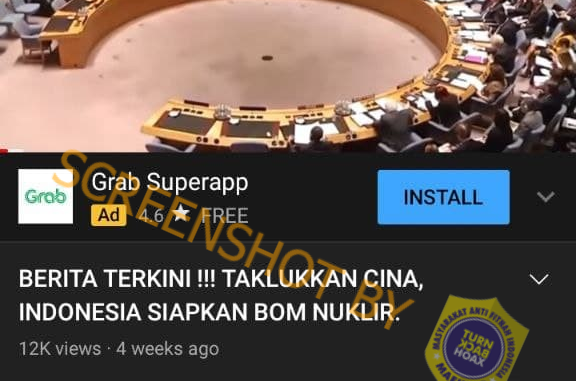 Grab
Grab Superapp
INSTALL
Ad 4.6 ★ FREE
SCREENSHOT BY
BERITA TERKINI !!! TAKLUKKAN CINA,
INDONESIA SIAPKAN BOM NUKLIR.
12K views · 4 weeks ago
MASYARAKAT ANTI FITNAH INDONESIA
TURN
BACK
HOAX